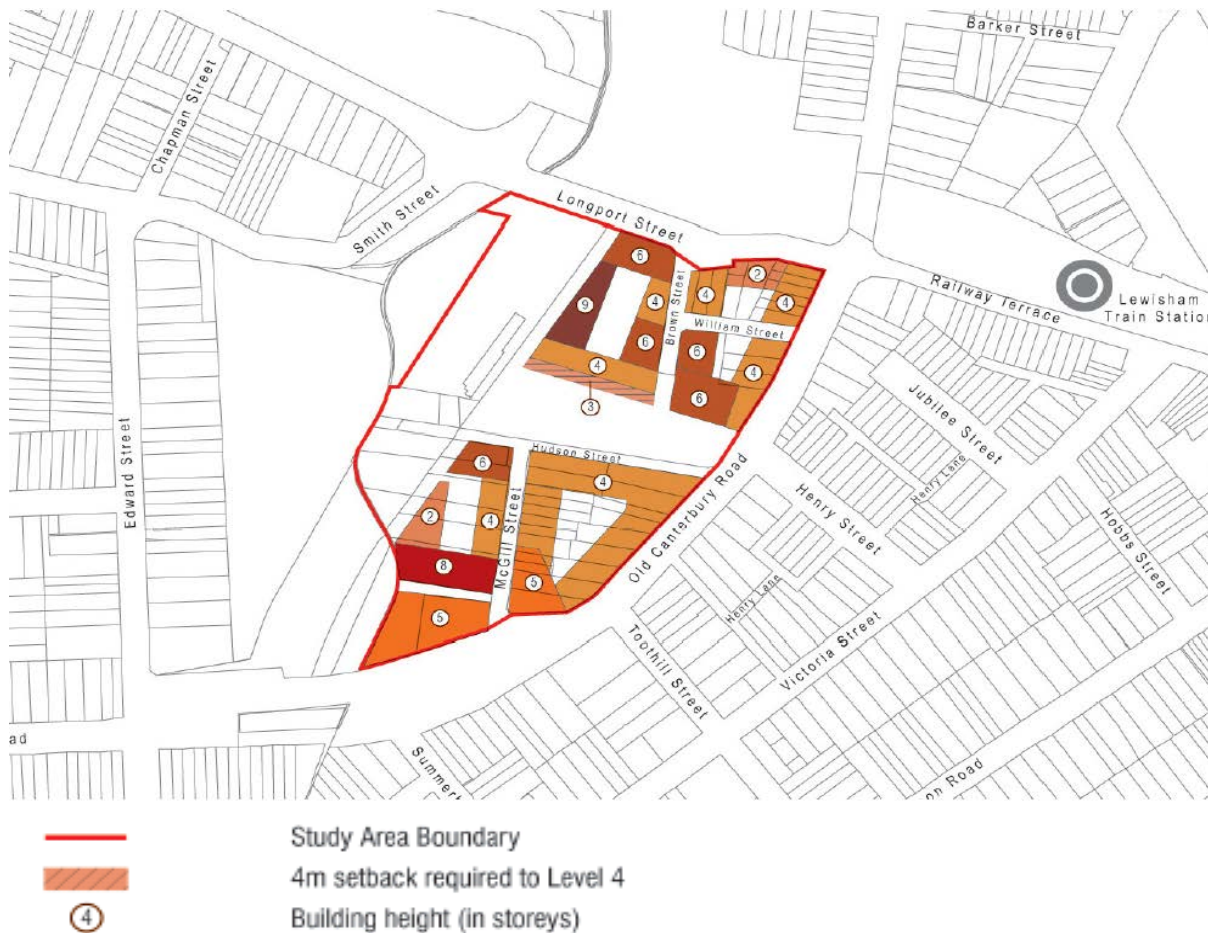 Barker Street
Chapman Street
Smith Street
Longport Street
6
2
9
4
4
4
Brown Street
William Street
Railway Terrace
Lewisham
Train Station
6
6
4
4
6
3
Jubilee Street
Edward Street
Hudson Street
6
4
Henry Lane
Henry Street
Hobbs Street
2
4
McGill Street
Old Canterbury Road
8
5
Henry Lane
5
Toothill Street
Victoria Street
ad
Summer
on Road
Study Area Boundary
4m setback required to Level 4
4 Building height (in storeys)